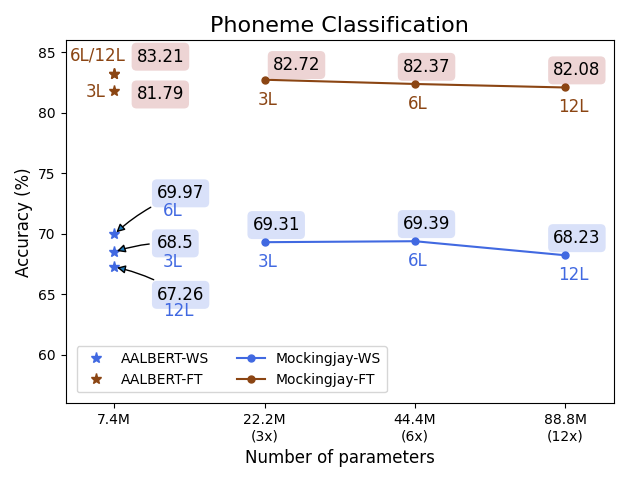 Phoneme Classification
85
80
75
70
65
60
Accuracy (%)
6L/12L 83.21
3L 81.79
82.72
3L
82.37
6L
82.08
12L
69.97
6L
68.5
3L
67.26
12L
69.31
3L
69.39
6L
68.23
12L
AALBERT-WS
AALBERT-FT
Mockingjay-WS
Mockingjay-FT
7.4M
22.2M
(3x)
44.4M
(6x)
88.8M
(12x)
Number of parameters